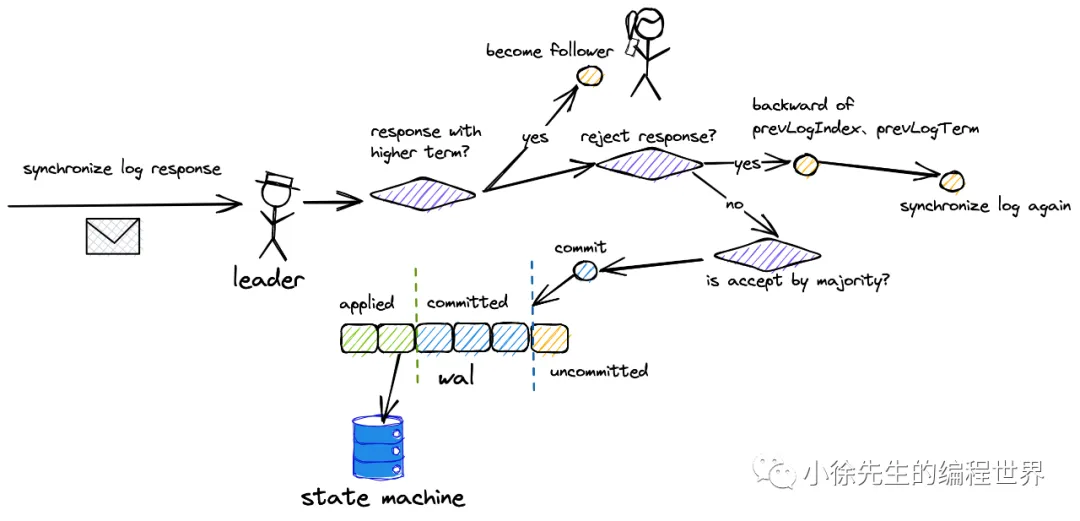 become follower
response with
higher term?
yes
reject response?
backward of
prevLogIndex、prevLogTerm
yes
synchronize log response
synchronize log again
no
leader
commit
is accept by majority?
applied
committed
wal
uncommitted
state machine
小徐先生的编程世界